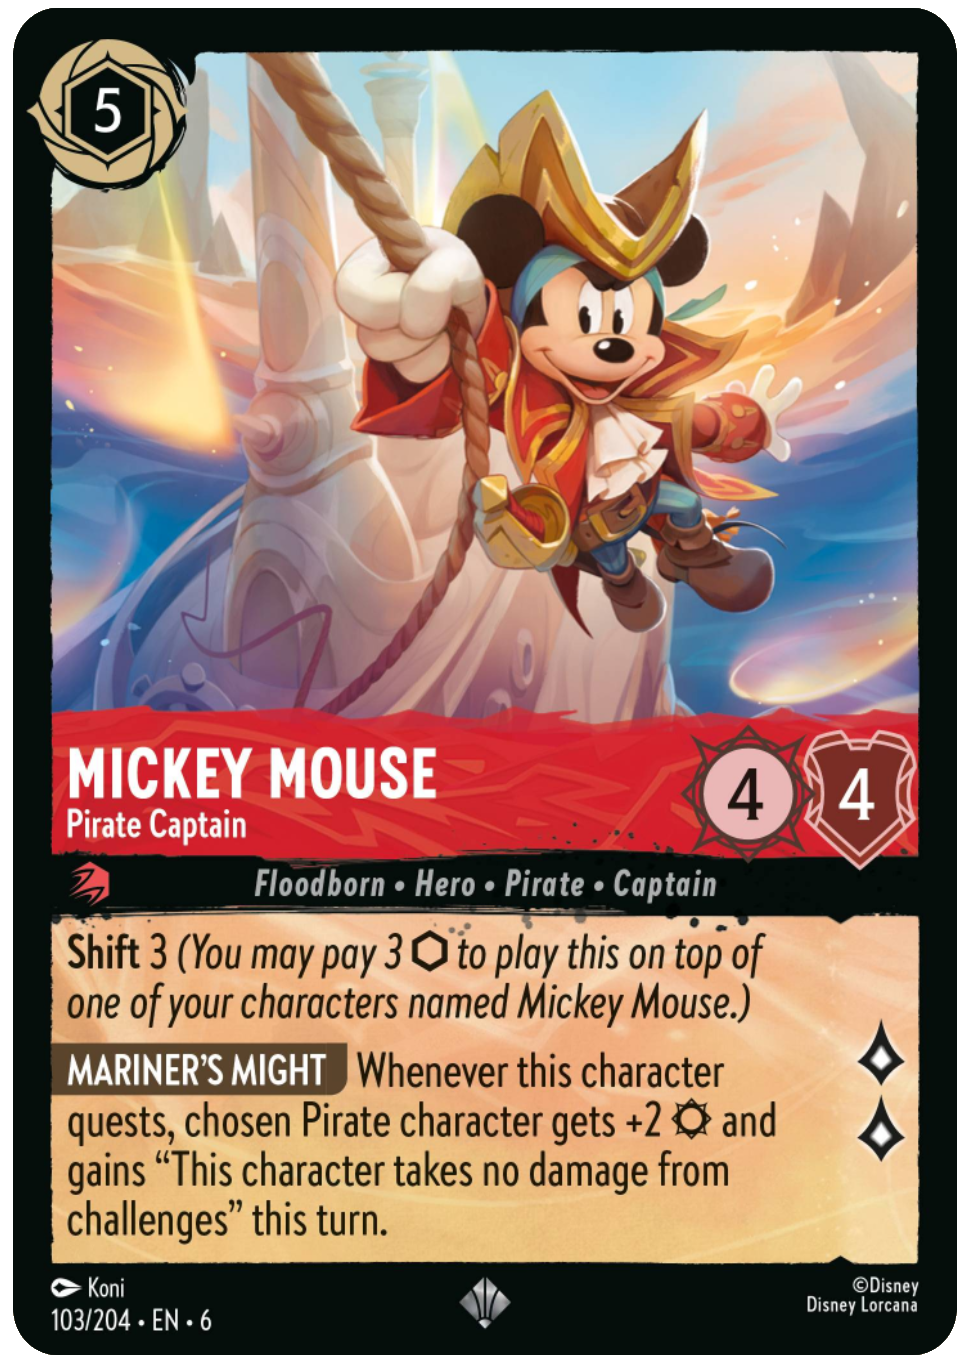 5
MICKEY MOUSE
Pirate Captain
4
4
Floodborn • Hero • Pirate • Captain
Shift 3 (You may pay 3 to play this on top of
one of your characters named Mickey Mouse.)
MARINER'S MIGHT Whenever this character
quests, chosen Pirate character gets +2 and
gains “This character takes no damage from
challenges” this turn.
Koni
103/204 • EN • 6
©Disney
Disney Lorcana